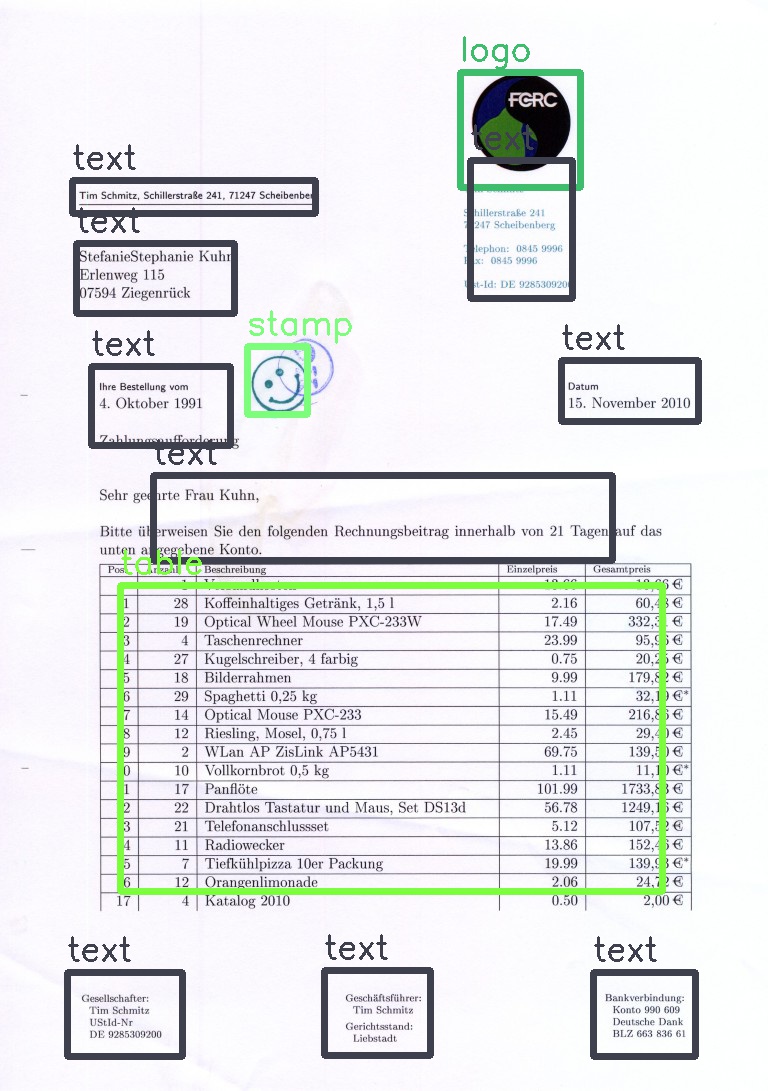 logo
FCRC
text
text
Tim Schmitz, Schillerstraße 241, 71247 Scheibenber
Schillerstraße 241
71247 Scheibenberg
Telephon: 0845 9996
Fax: 0845 9996
Ust-Id: DE 9285309200
text
StefanieStephanie Kuhn
Erlenweg 115
07594 Ziegenrück
stamp
text
text
Ihre Bestellung vom
4. Oktober 1991
Datum
15. November 2010
Zahlungsaufforderung
text
Sehr geehrte Frau Kuhn,
Bitte überweisen Sie den folgenden Rechnungsbeitrag innerhalb von 21 Tagen auf das
unten angegebene Konto.
table
Pos. Anzahl Beschreibung Einzelpreis Gesamtpreis
1 Versandkosten 13.66 13,66 €
1 28 Koffeinhaltiges Getränk, 1,5 l 2.16 60,48 €
2 19 Optical Wheel Mouse PXC-233W 17.49 332,31 €
3 4 Taschenrechner 23.99 95,96 €
4 27 Kugelschreiber, 4 farbig 0.75 20,25 €
5 18 Bilderrahmen 9.99 179,82 €
6 29 Spaghetti 0,25 kg 1.11 32,19 €*
7 14 Optical Mouse PXC-233 15.49 216,86 €
8 12 Riesling, Mosel, 0,75 l 2.45 29,40 €
9 2 WLan AP ZisLink AP5431 69.75 139,50 €
0 10 Vollkornbrot 0,5 kg 1.11 11,10 €*
1 17 Panflöte 101.99 1733,83 €
2 22 Drahtlos Tastatur und Maus, Set DS13d 56.78 1249,16 €
3 21 Telefonanschlussset 5.12 107,52 €
4 11 Radiowecker 13.86 152,46 €
5 7 Tiefkühlpizza 10er Packung 19.99 139,93 €*
6 12 Orangenlimonade 2.06 24,72 €
17 4 Katalog 2010 0.50 2,00 €
text
Gesellschafter:
Tim Schmitz
UStId-Nr
DE 9285309200
text
Geschäftsführer:
Tim Schmitz
Gerichtsstand:
Liebstadt
text
Bankverbindung:
Konto 990 609
Deutsche Dank
BLZ 663 836 61